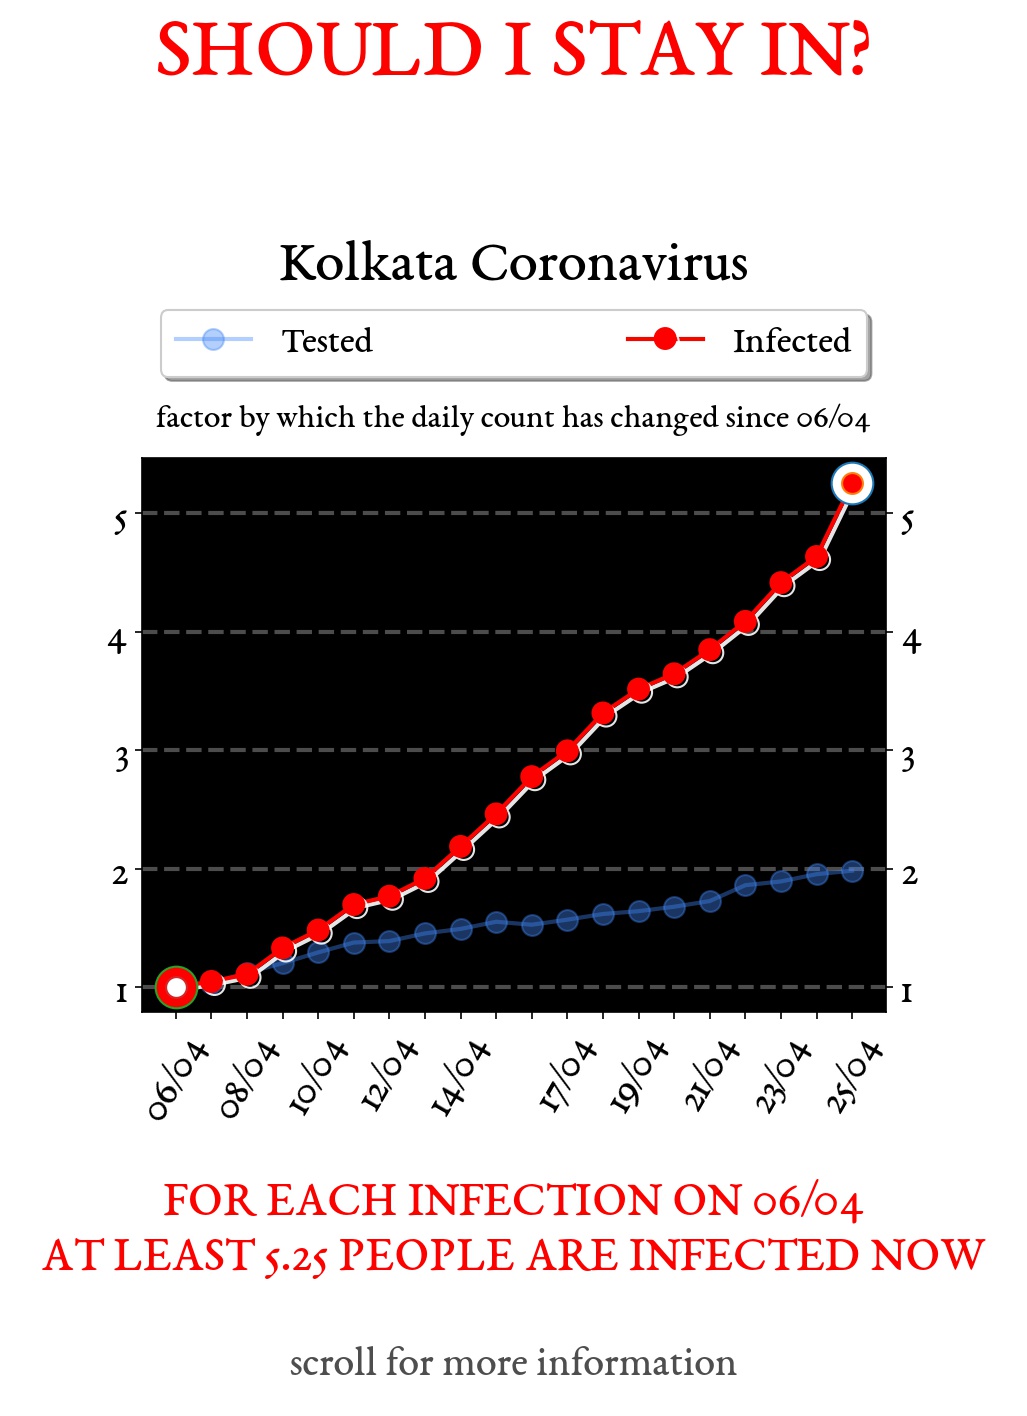 SHOULD I STAY IN?
Kolkata Coronavirus
Tested
Infected
factor by which the daily count has changed since 06/04
5
5
4
4
3
3
2
2
1
1
06/04
08/04
10/04
12/04
14/04
17/04
19/04
21/04
23/04
25/04
FOR EACH INFECTION ON 06/04
AT LEAST 5.25 PEOPLE ARE INFECTED NOW
scroll for more information